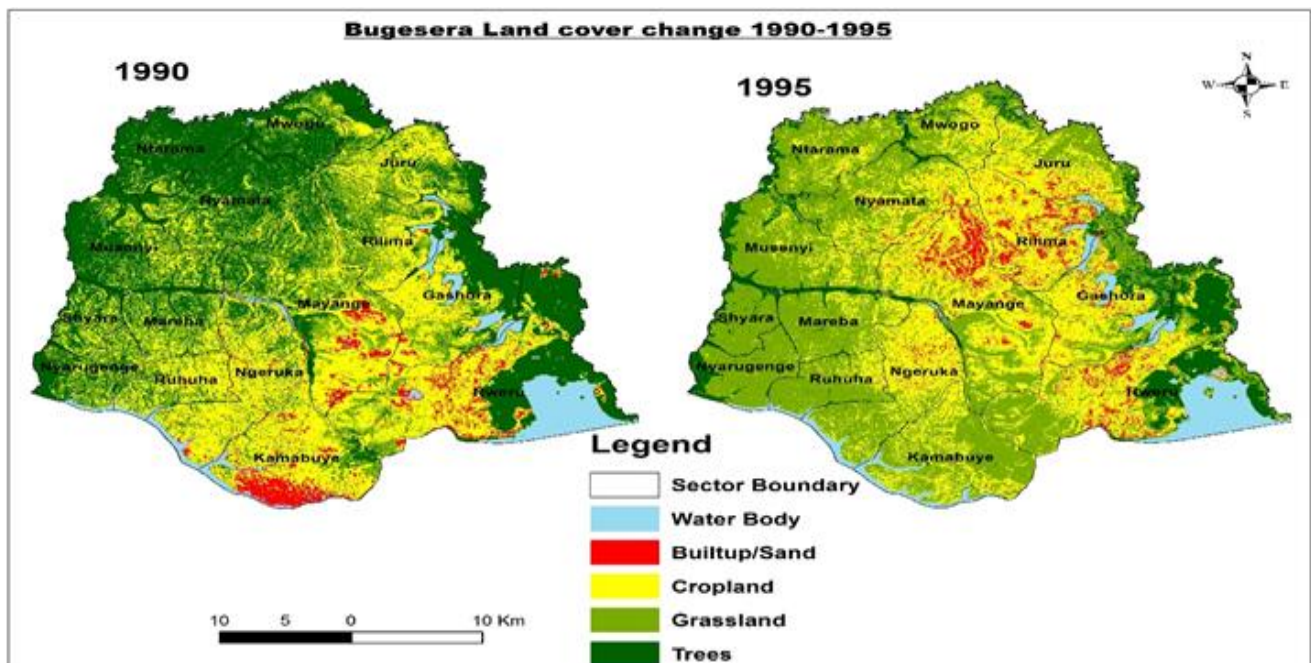 Bugesera Land cover change 1990-1995
1990
Mwogo
Ntarama
Juru
Nyamata
Musenyi
Rilima
Gashora
Mayange
Shyara
Mareba
Nyarugenge
Ruhuha
Ngeruka
Rweru
Kamabuye
1995
Mwogo
Ntarama
Juru
Nyamata
Musenyi
Rilima
Gashora
Mayange
Shyara
Mareba
Nyarugenge
Ruhuha
Ngeruka
Rweru
Kamabuye
N
W E
S
Legend
Sector Boundary
Water Body
Builtup/Sand
Cropland
Grassland
Trees
10 5 0 10 Km